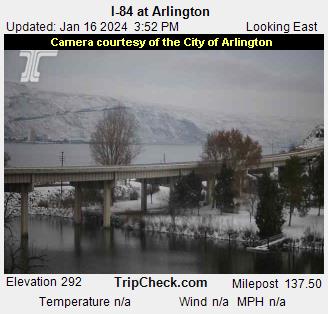 I-84 at Arlington
Updated: Jan 16 2024 3:52 PM Looking East
Camera courtesy of the City of Arlington
Elevation 292 TripCheck.com Milepost 137.50
Temperature n/a Wind n/a MPH n/a